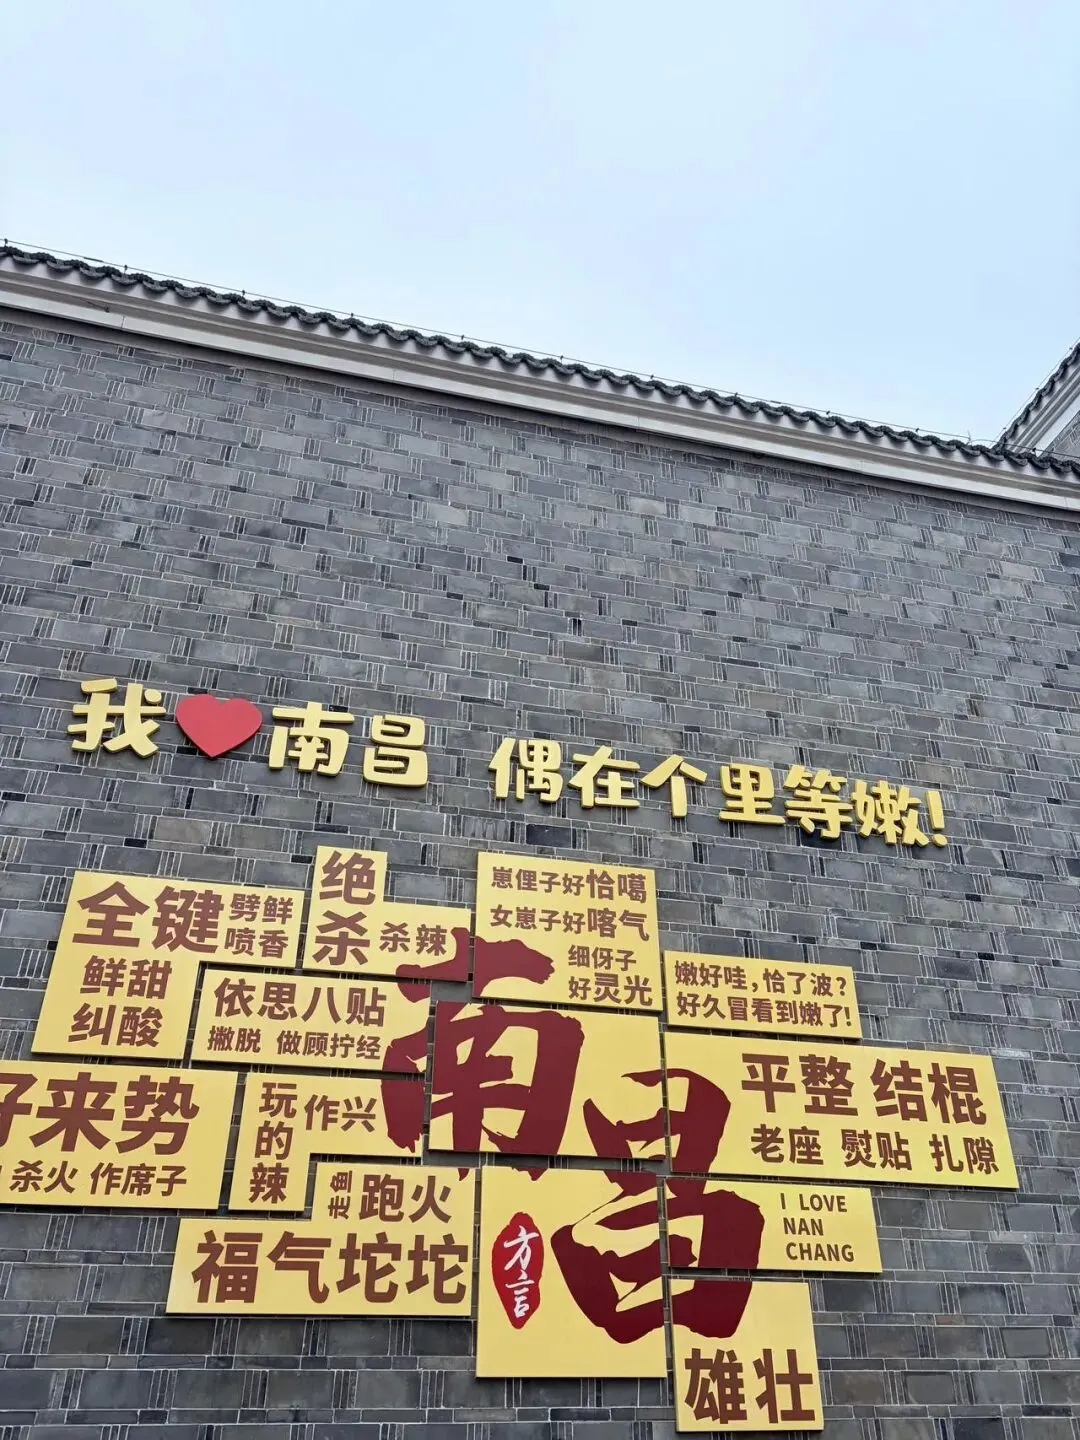 我❤南昌 偶在个里等嫩!
全键
劈鲜
喷香
鲜甜
纠酸
绝杀
杀辣
崽俚子好恰噶
女崽子好喀气
细伢子
好灵光
嫩好哇，恰了波?
好久冒看到嫩了!
依思八贴
撇脱 做顾拧经
好来势
杀火 作席子
玩的辣
作兴
走鱼
跑火
福气坨坨
南昌
方言
平整 结棍
老座 熨贴 扎隙
I LOVE
NAN
CHANG
雄壮